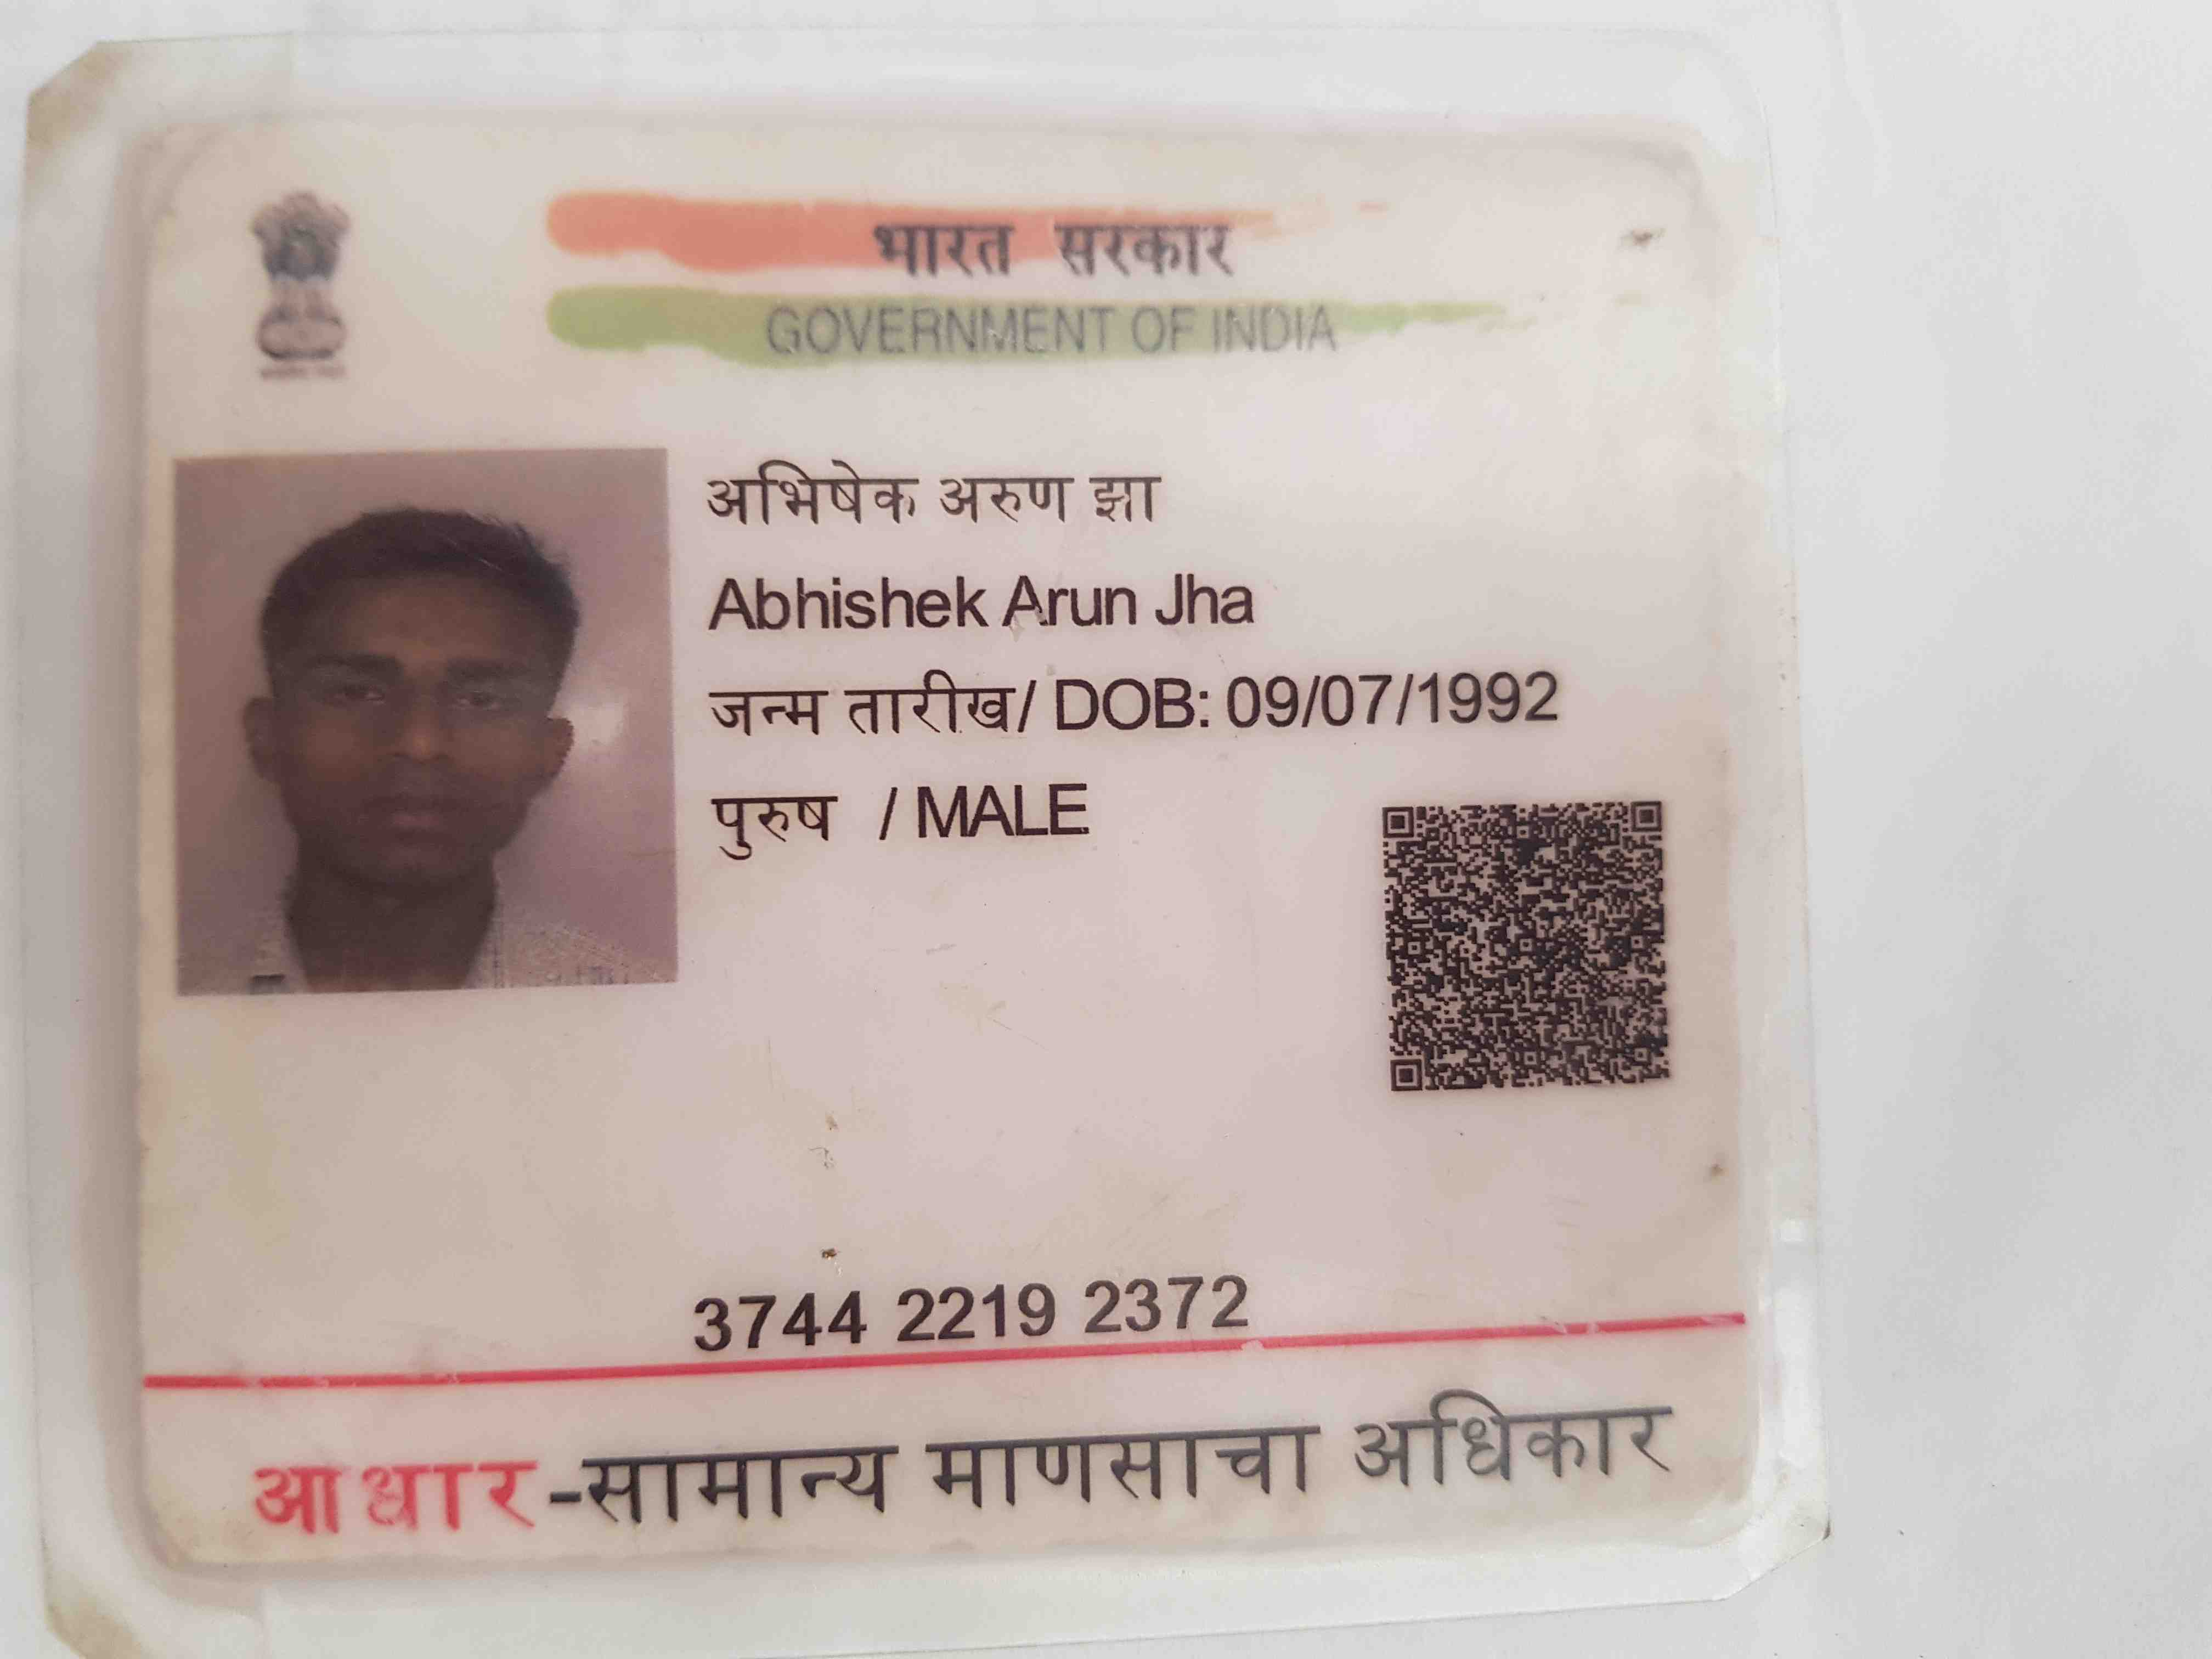 भारत सरकार
GOVERNMENT OF INDIA
अभिषेक अरुण झा
Abhishek Arun Jha
जन्म तारीख/ DOB: 09/07/1992
पुरुष / MALE
3744 2219 2372
आधार-सामान्य माणसाचा अधिकार